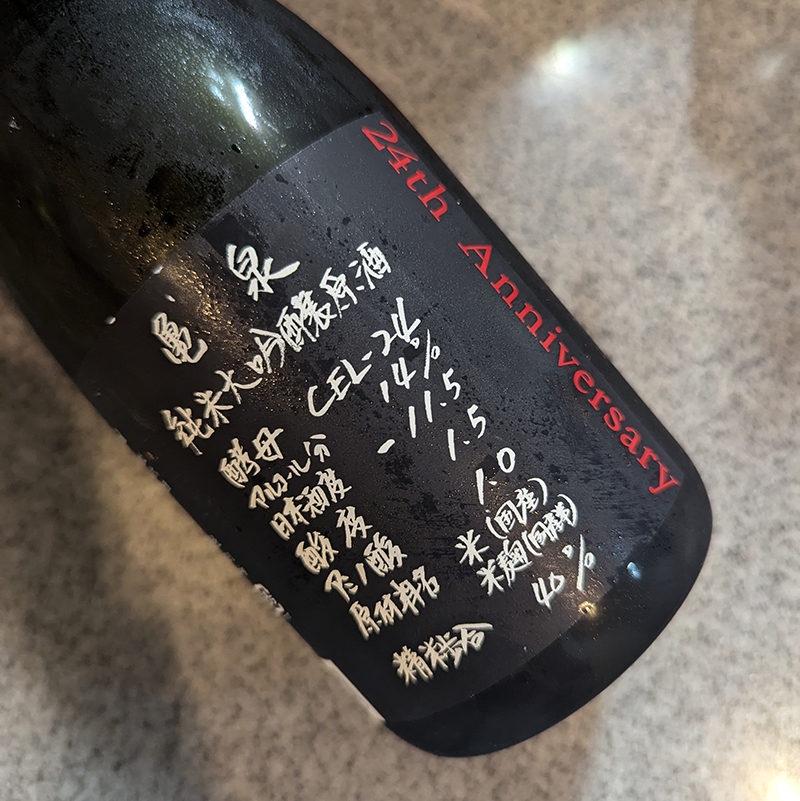 24th Anniversary
亀泉
純米大吟醸原酒
酵母 CEL-24
アルコール分 14%
日本酒度 -11.5
酸度 1.5
アミノ酸 1.0
原材料名 米(国産)
米麹(国産米)
精米歩合 40%